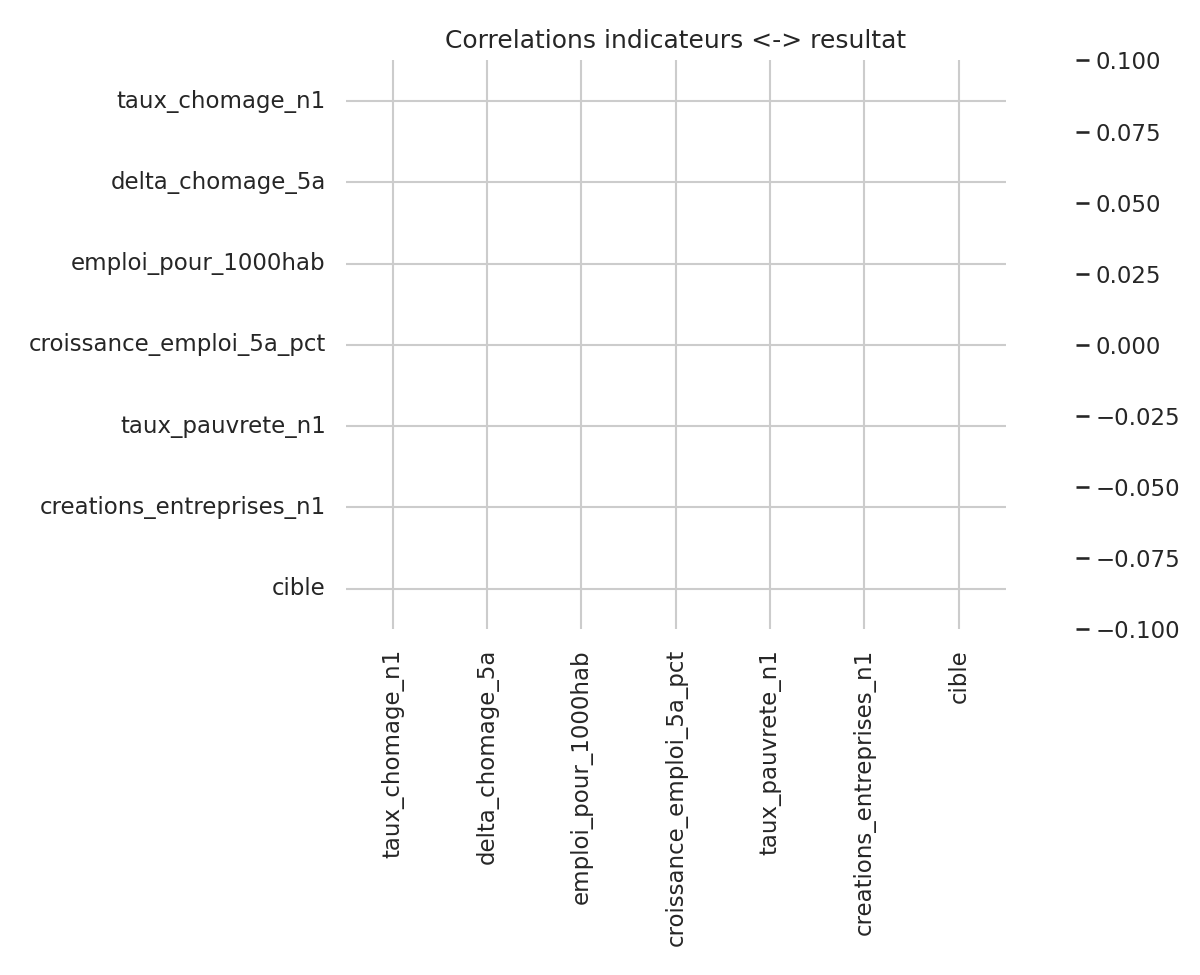 Correlations indicateurs <-> resultat
taux_chomage_n1
delta_chomage_5a
emploi_pour_1000hab
croissance_emploi_5a_pct
taux_pauvrete_n1
creations_entreprises_n1
cible
taux_chomage_n1
delta_chomage_5a
emploi_pour_1000hab
croissance_emploi_5a_pct
taux_pauvrete_n1
creations_entreprises_n1
cible
0.100
0.075
0.050
0.025
0.000
−0.025
−0.050
−0.075
−0.100